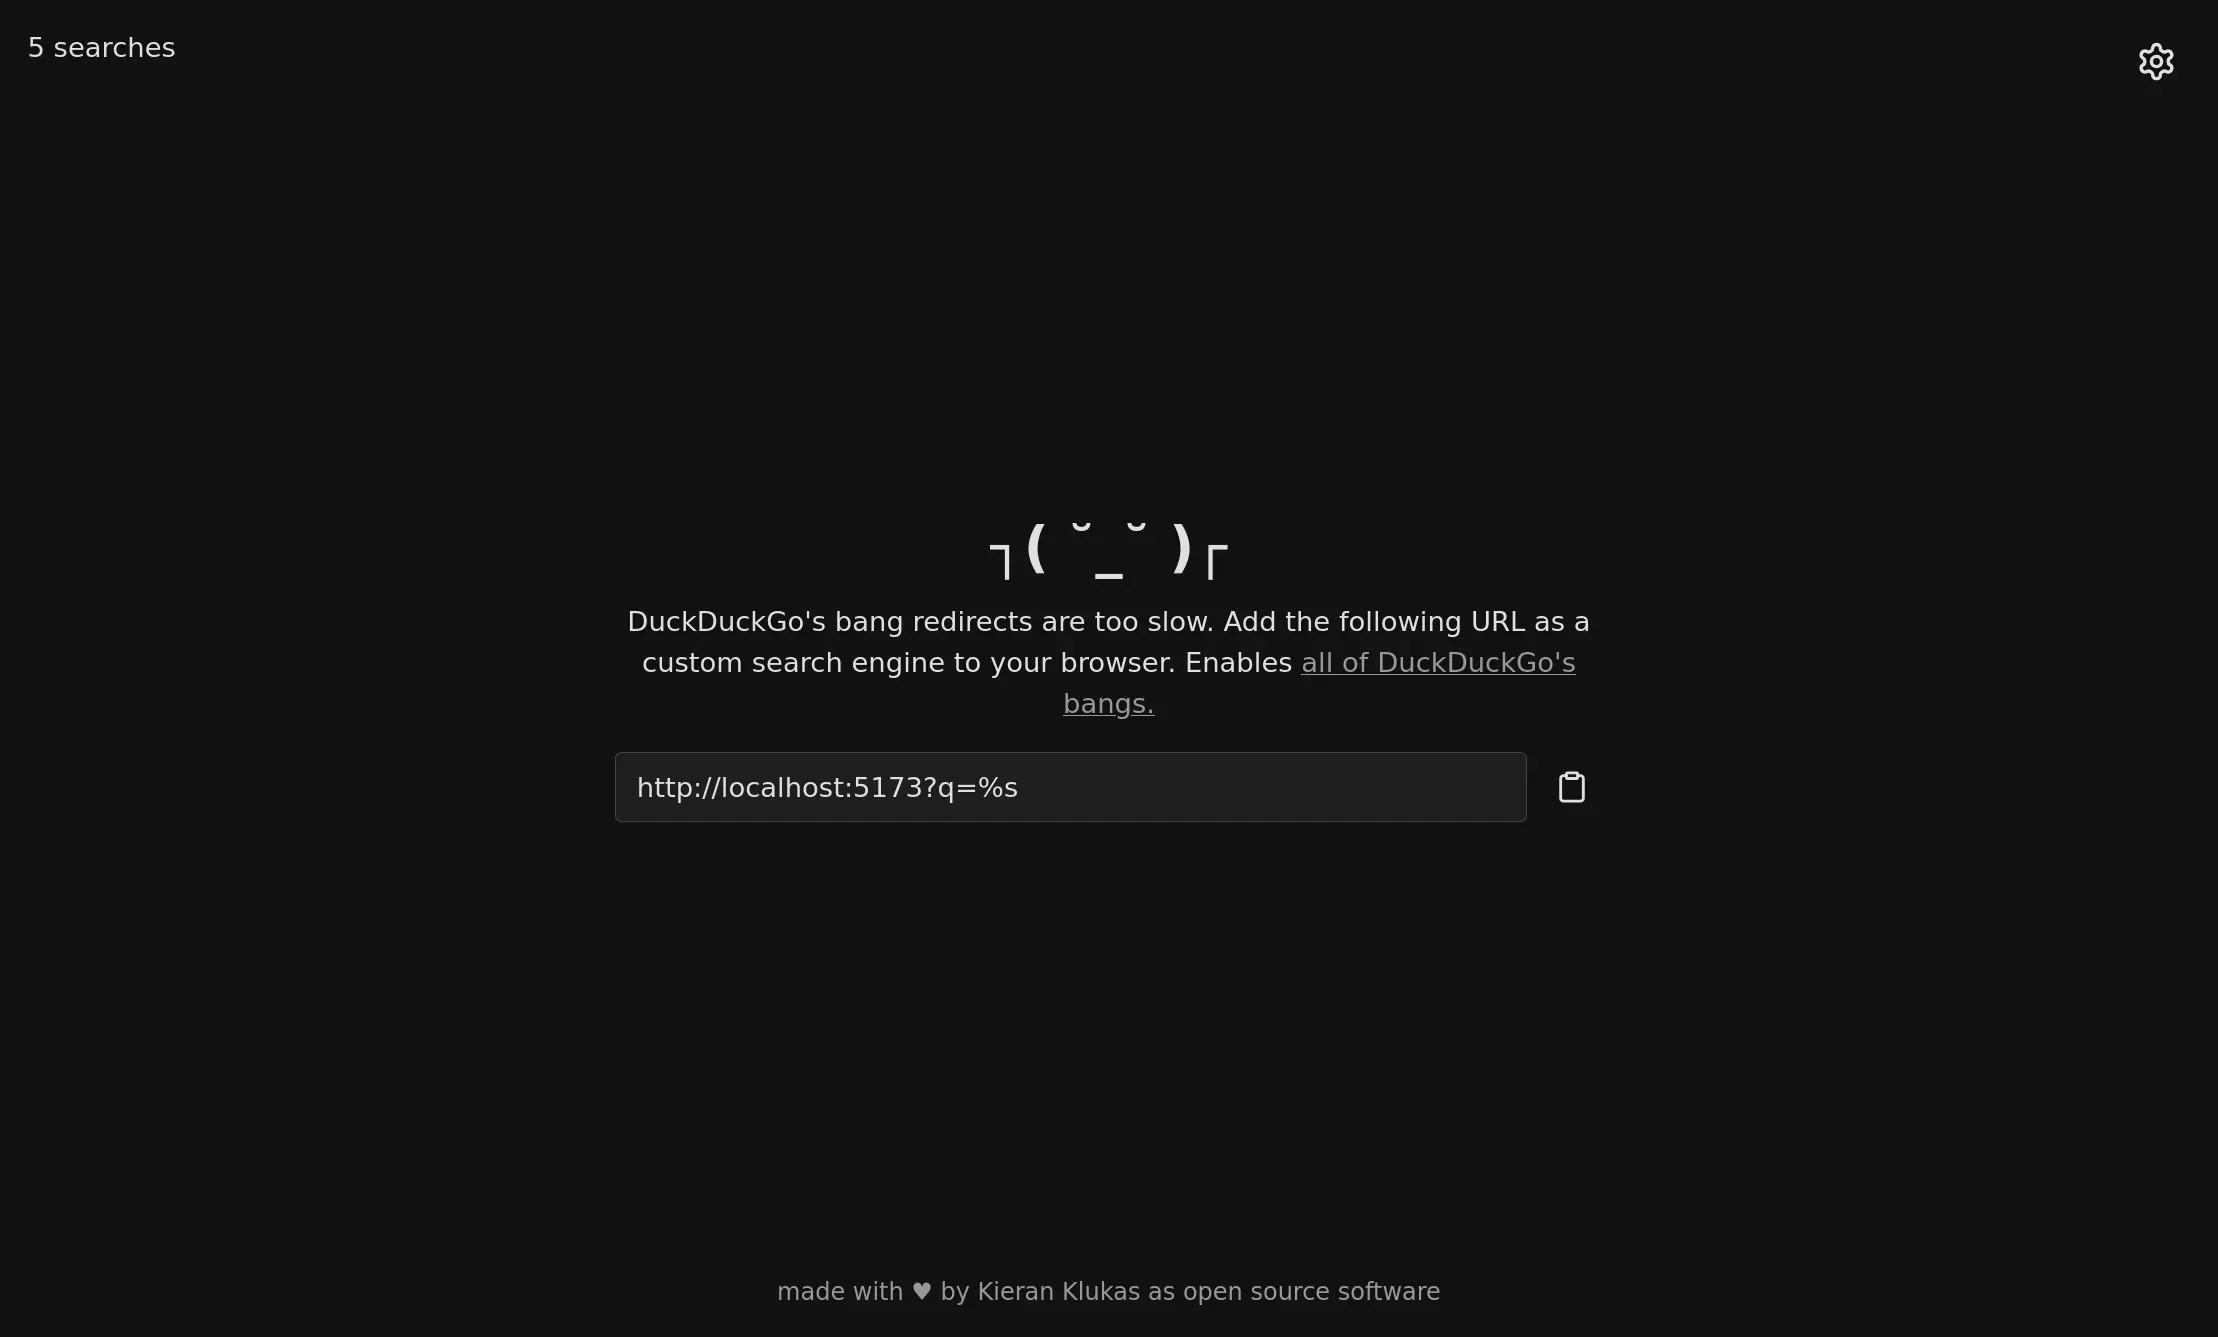 5 searches
┐( ˘_˘ )┌
DuckDuckGo's bang redirects are too slow. Add the following URL as a
custom search engine to your browser. Enables all of DuckDuckGo's
bangs.
http://localhost:5173?q=%s
made with ♥ by Kieran Klukas as open source software